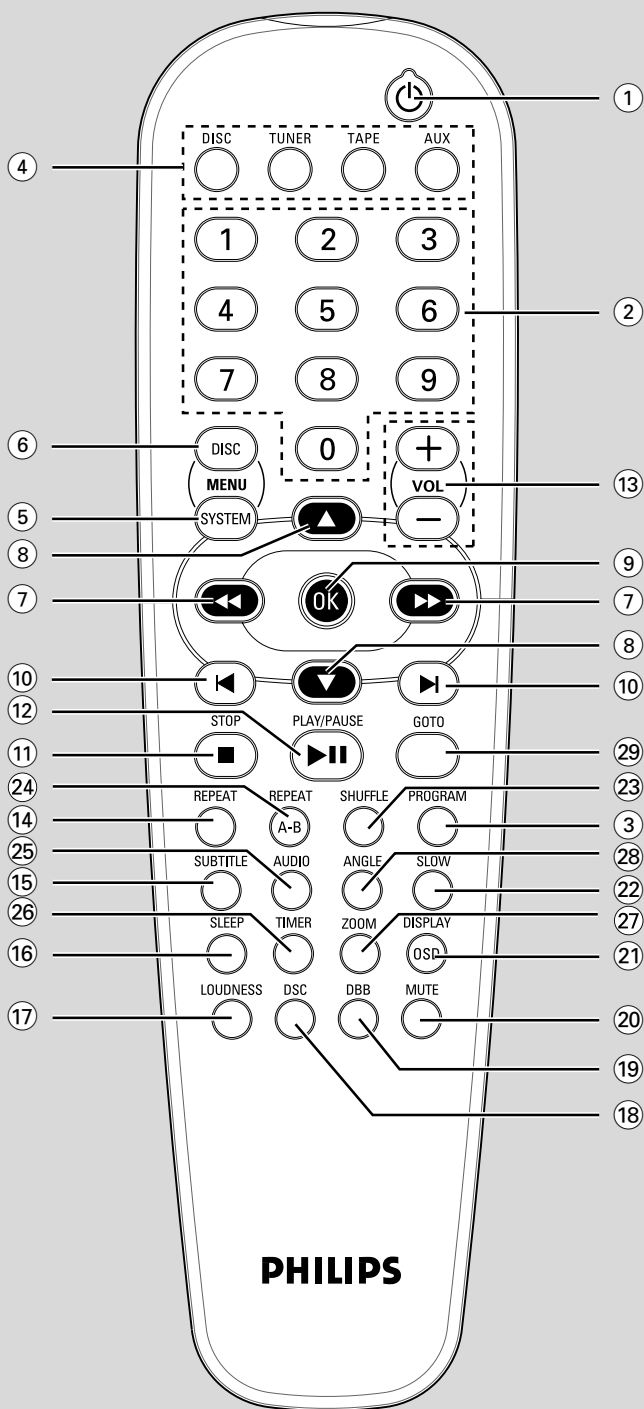 ①
DISC TUNER TAPE AUX
④
1 2 3
4 5 6
②
7 8 9
⑥ DISC 0 +
MENU VOL ⑬
⑤ SYSTEM −
⑧ ▲
⑨
⑦ ◀◀ OK ▶▶ ⑦
⑧
⑩ ▼ ⑩
⑫ STOP PLAY/PAUSE GOTO
⑪ ㉙
㉔ REPEAT REPEAT SHUFFLE PROGRAM ㉓
⑭ A-B ③
㉕ SUBTITLE AUDIO ANGLE SLOW ㉘
⑮ ㉒
㉖ SLEEP TIMER ZOOM DISPLAY ㉗
⑯ OSD ㉑
LOUDNESS DSC DBB MUTE
⑰ ⑳
⑲
⑱
PHILIPS